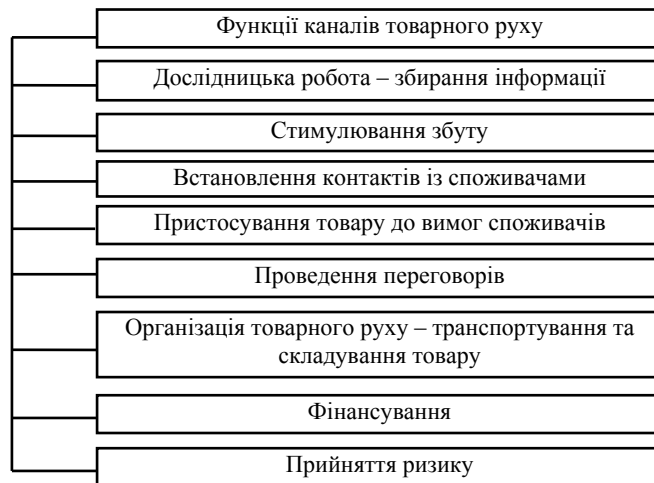 Функції каналів товарного руху
Дослідницька робота – збирання інформації
Стимулювання збуту
Встановлення контактів із споживачами
Пристосування товару до вимог споживачів
Проведення переговорів
Організація товарного руху – транспортування та
складування товару
Фінансування
Прийняття ризику